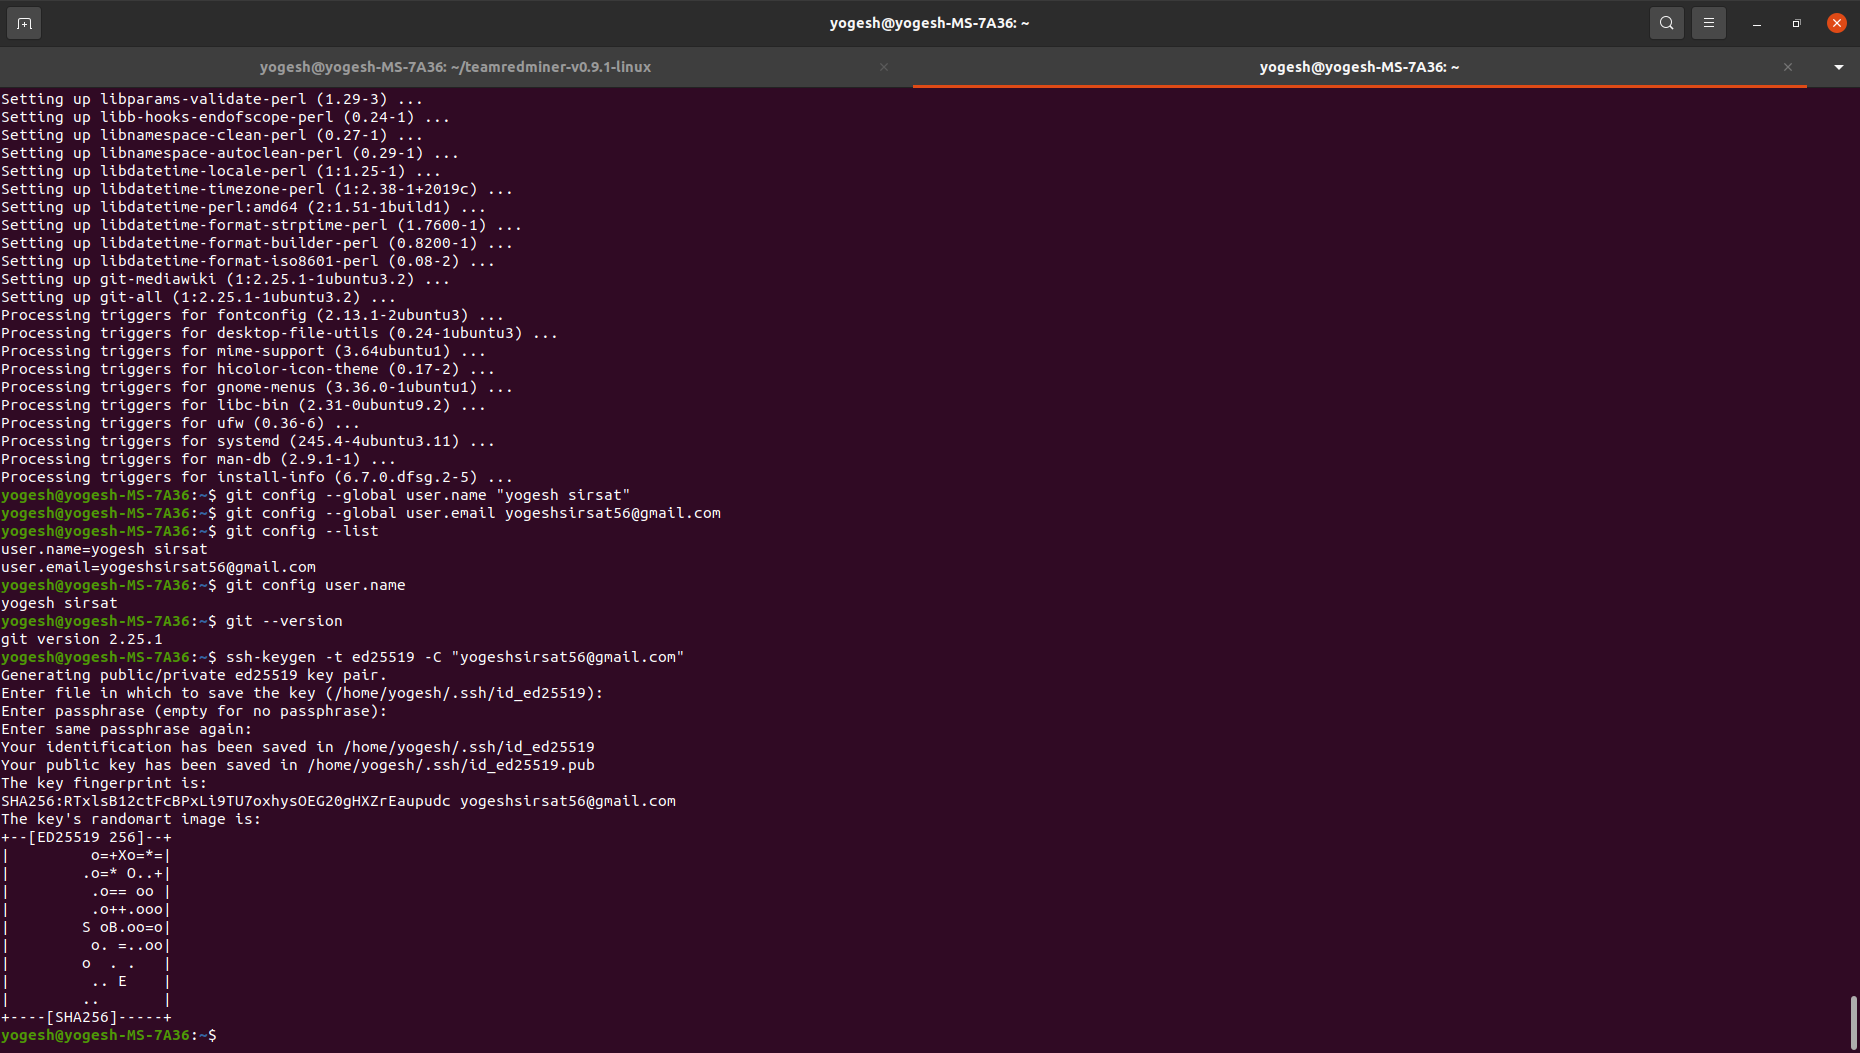 yogesh@yogesh-MS-7A36: ~
yogesh@yogesh-MS-7A36: ~/teamredminer-v0.9.1-linux
yogesh@yogesh-MS-7A36: ~
Setting up libparams-validate-perl (1.29-3) ...
Setting up libb-hooks-endofscope-perl (0.24-1) ...
Setting up libnamespace-clean-perl (0.27-1) ...
Setting up libnamespace-autoclean-perl (0.29-1) ...
Setting up libdatetime-locale-perl (1:1.25-1) ...
Setting up libdatetime-timezone-perl (1:2.38-1+2019c) ...
Setting up libdatetime-perl:amd64 (2:1.51-1build1) ...
Setting up libdatetime-format-strptime-perl (1.7600-1) ...
Setting up libdatetime-format-builder-perl (0.8200-1) ...
Setting up libdatetime-format-iso8601-perl (0.08-2) ...
Setting up git-mediawiki (1:2.25.1-1ubuntu3.2) ...
Setting up git-all (1:2.25.1-1ubuntu3.2) ...
Processing triggers for fontconfig (2.13.1-2ubuntu3) ...
Processing triggers for desktop-file-utils (0.24-1ubuntu3) ...
Processing triggers for mime-support (3.64ubuntu1) ...
Processing triggers for hicolor-icon-theme (0.17-2) ...
Processing triggers for gnome-menus (3.36.0-1ubuntu1) ...
Processing triggers for libc-bin (2.31-0ubuntu9.2) ...
Processing triggers for ufw (0.36-6) ...
Processing triggers for systemd (245.4-4ubuntu3.11) ...
Processing triggers for man-db (2.9.1-1) ...
Processing triggers for install-info (6.7.0.dfsg.2-5) ...
yogesh@yogesh-MS-7A36:~$ git config --global user.name "yogesh sirsat"
yogesh@yogesh-MS-7A36:~$ git config --global user.email yogeshsirsat56@gmail.com
yogesh@yogesh-MS-7A36:~$ git config --list
user.name=yogesh sirsat
user.email=yogeshsirsat56@gmail.com
yogesh@yogesh-MS-7A36:~$ git config user.name
yogesh sirsat
yogesh@yogesh-MS-7A36:~$ git --version
git version 2.25.1
yogesh@yogesh-MS-7A36:~$ ssh-keygen -t ed25519 -C "yogeshsirsat56@gmail.com"
Generating public/private ed25519 key pair.
Enter file in which to save the key (/home/yogesh/.ssh/id_ed25519):
Enter passphrase (empty for no passphrase):
Enter same passphrase again:
Your identification has been saved in /home/yogesh/.ssh/id_ed25519
Your public key has been saved in /home/yogesh/.ssh/id_ed25519.pub
The key fingerprint is:
SHA256:RTxlsB12ctFcBPxLi9TU7oxhysOEG20gHXZrEaupudc yogeshsirsat56@gmail.com
The key's randomart image is:
+--[ED25519 256]--+
|         o=+Xo=*=|
|        .o=* O..+|
|         .o== oo |
|         .o++.ooo|
|        S oB.oo=o|
|         o. =..oo|
|        o  . .   |
|         .. E    |
|        ..       |
+----[SHA256]-----+
yogesh@yogesh-MS-7A36:~$